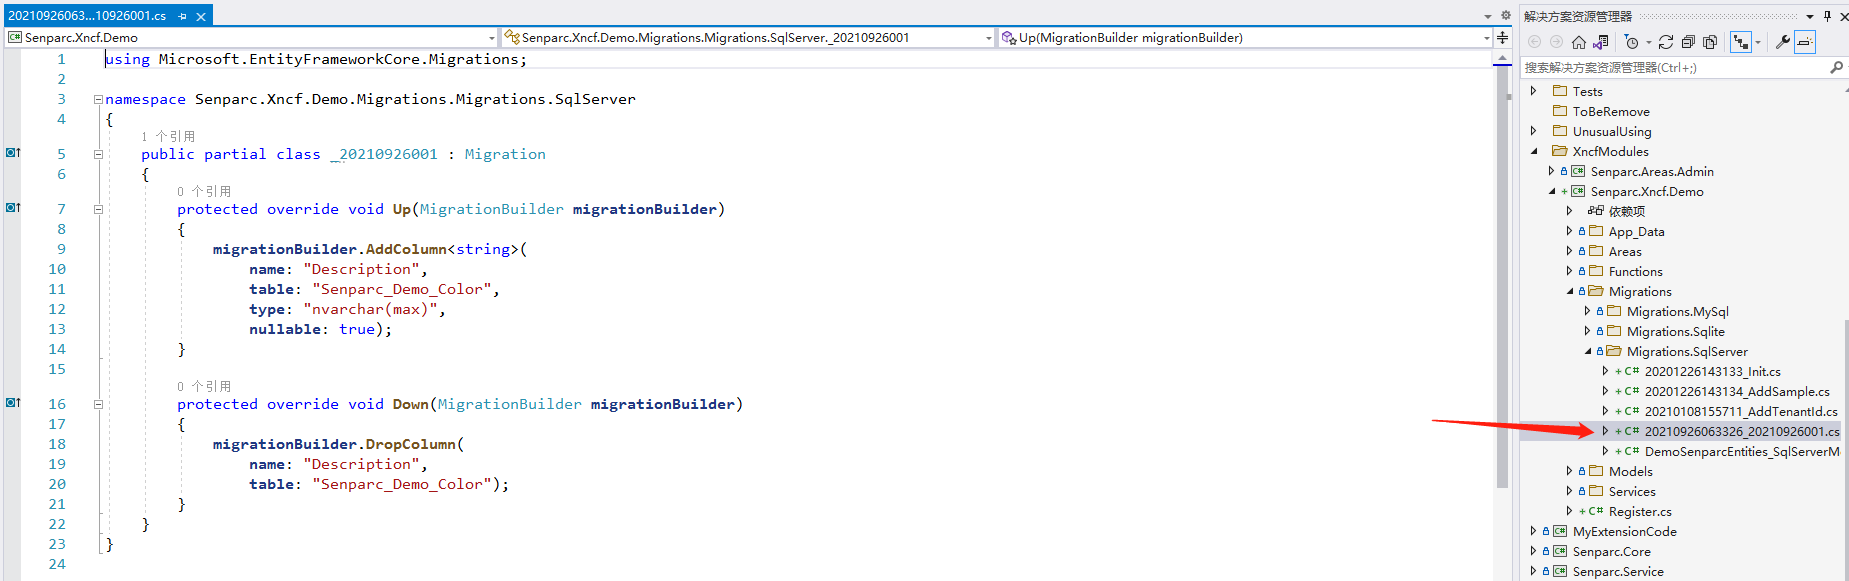 20210926063...10926001.cs
Senparc.Xncf.Demo
Senparc.Xncf.Demo.Migrations.Migrations.SqlServer._20210926001
Up(MigrationBuilder migrationBuilder)
1 using Microsoft.EntityFrameworkCore.Migrations;
2
3 namespace Senparc.Xncf.Demo.Migrations.Migrations.SqlServer
4 {
1 个引用
5 public partial class _20210926001 : Migration
6 {
0 个引用
7 protected override void Up(MigrationBuilder migrationBuilder)
8 {
9 migrationBuilder.AddColumn<string>(
10 name: "Description",
11 table: "Senparc_Demo_Color",
12 type: "nvarchar(max)",
13 nullable: true);
14 }
15
0 个引用
16 protected override void Down(MigrationBuilder migrationBuilder)
17 {
18 migrationBuilder.DropColumn(
19 name: "Description",
20 table: "Senparc_Demo_Color");
21 }
22 }
23 }
24
解决方案资源管理器
搜索解决方案资源管理器(Ctrl+;)
Tests
ToBeRemove
UnusualUsing
XncfModules
C# Senparc.Areas.Admin
C# Senparc.Xncf.Demo
依赖项
App_Data
Areas
Functions
Migrations
Migrations.MySql
Migrations.Sqlite
Migrations.SqlServer
C# 20201226143133_Init.cs
C# 20201226143134_AddSample.cs
C# 20210108155711_AddTenantId.cs
C# 20210926063326_20210926001.cs
C# DemoSenparcEntities_SqlServerM
Models
Services
C# Register.cs
C# MyExtensionCode
C# Senparc.Core
C# Senparc.Service